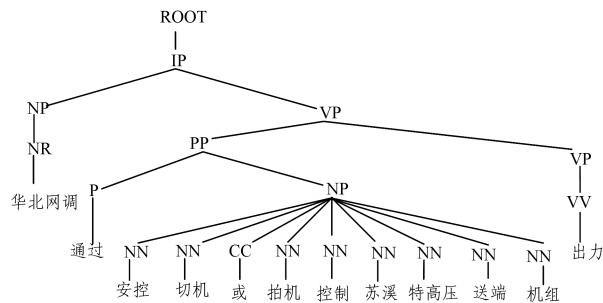 ROOT
IP
NP VP
NR PP VP
华北网调 P NP VV
通过 NN NN CC NN NN NN NN NN NN 出力
安控 切机 或 拍机 控制 苏溪 特高压 送端 机组